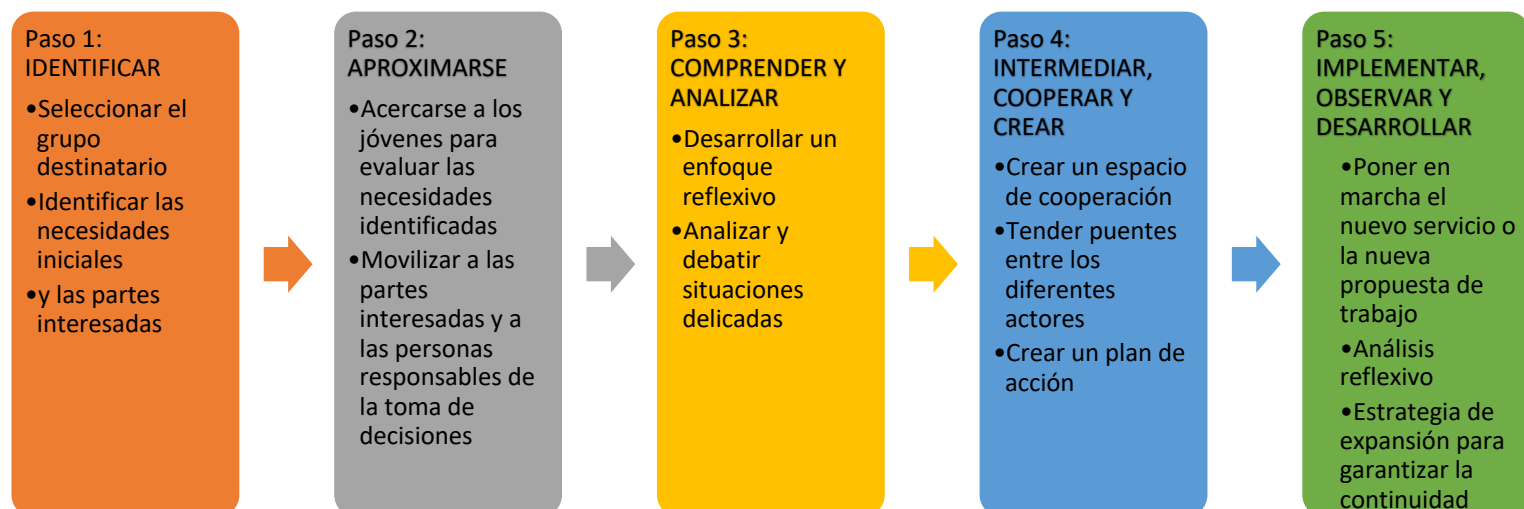 Paso 1:
IDENTIFICAR
•Seleccionar el
grupo
destinatario
•Identificar las
necesidades
iniciales
•y las partes
interesadas
Paso 2:
APROXIMARSE
•Acercarse a los
jóvenes para
evaluar las
necesidades
identificadas
•Movilizar a las
partes
interesadas y a
las personas
responsables de
la toma de
decisiones
Paso 3:
COMPRENDER Y
ANALIZAR
•Desarrollar un
enfoque
reflexivo
•Analizar y
debatir
situaciones
delicadas
Paso 4:
INTERMEDIAR,
COOPERAR Y
CREAR
•Crear un espacio
de cooperación
•Tender puentes
entre los
diferentes
actores
•Crear un plan de
acción
Paso 5:
IMPLEMENTAR,
OBSERVAR Y
DESARROLLAR
•Poner en
marcha el
nuevo servicio o
la nueva
propuesta de
trabajo
•Análisis
reflexivo
•Estrategia de
expansión para
garantizar la
continuidad